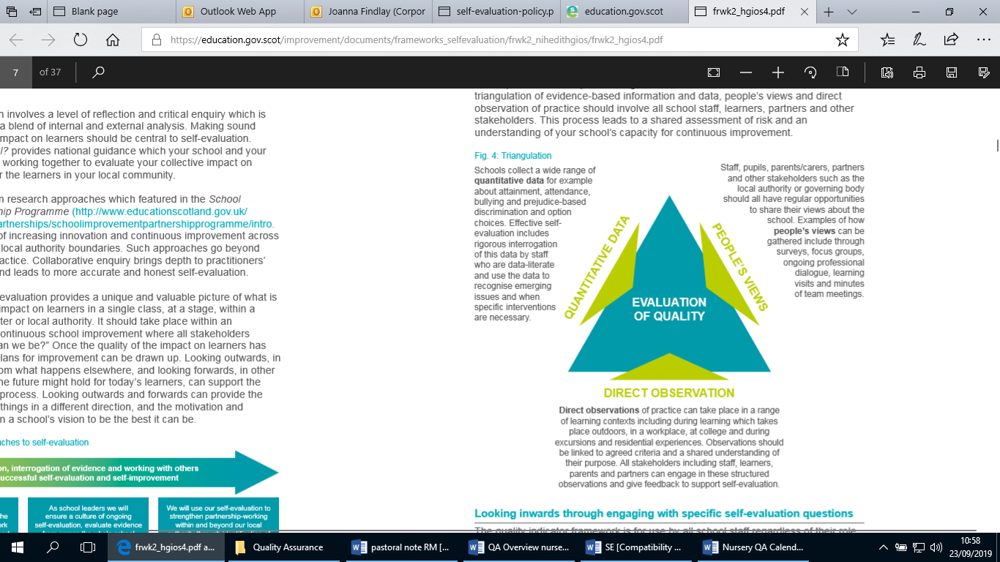 Blank page
Outlook Web App
Joanna Findlay (Corpor
self-evaluation-policy.p
education.gov.scot
frwk2_hgios4.pdf
https://education.gov.scot/improvement/documents/frameworks_selfevaluation/frwk2_nihedithgios/frwk2_hgios4.pdf
7 of 37
n involves a level of reflection and critical enquiry which is
a blend of internal and external analysis. Making sound
mpact on learners should be central to self-evaluation.
l? provides national guidance which your school and your
working together to evaluate your collective impact on
r the learners in your local community.
n research approaches which featured in the School
hip Programme (http://www.educationscotland.gov.uk/
artnerships/schoolimprovementpartnershipprogramme/intro.
of increasing innovation and continuous improvement across
local authority boundaries. Such approaches go beyond
actice. Collaborative enquiry brings depth to practitioners'
nd leads to more accurate and honest self-evaluation.
evaluation provides a unique and valuable picture of what is
impact on learners in a single class, at a stage, within a
ter or local authority. It should take place within an
ontinuous school improvement where all stakeholders
an we be?" Once the quality of the impact on learners has
lans for improvement can be drawn up. Looking outwards, in
om what happens elsewhere, and looking forwards, in other
he future might hold for today's learners, can support the
process. Looking outwards and forwards can provide the
things in a different direction, and the motivation and
n a school's vision to be the best it can be.
aches to self-evaluation
on, interrogation of evidence and working with others
uccessful self-evaluation and self-improvement
he
rk
As school leaders we will
ensure a culture of ongoing
self-evaluation, evaluate evidence
We will use our self-evaluation to
strengthen partnership-working
within and beyond our local
triangulation of evidence-based information and data, people's views and direct
observation of practice should involve all school staff, learners, partners and other
stakeholders. This process leads to a shared assessment of risk and an
understanding of your school's capacity for continuous improvement.
Fig. 4: Triangulation
Schools collect a wide range of
quantitative data for example
about attainment, attendance,
bullying and prejudice-based
discrimination and option
choices. Effective self-
evaluation includes
rigorous interrogation
of this data by staff
who are data-literate
and use the data to
recognise emerging
issues and when
specific interventions
are necessary.
Staff, pupils, parents/carers, partners
and other stakeholders such as the
local authority or governing body
should all have regular opportunities
to share their views about the
school. Examples of how
people's views can be
gathered include through
surveys, focus groups,
ongoing professional
dialogue, learning
visits and minutes
of team meetings.
QUANTITATIVE DATA
PEOPLE'S VIEWS
EVALUATION
OF QUALITY
DIRECT OBSERVATION
Direct observations of practice can take place in a range
of learning contexts including during learning which takes
place outdoors, in a workplace, at college and during
excursions and residential experiences. Observations should
be linked to agreed criteria and a shared understanding of
their purpose. All stakeholders including staff, learners,
parents and partners can engage in these structured
observations and give feedback to support self-evaluation.
Looking inwards through engaging with specific self-evaluation questions
The quality indicator framework is for use by all school staff regardless of their role
frwk2_hgios4.pdf a...
Quality Assurance
pastoral note RM [...
QA Overview nurse...
SE [Compatibility ...
Nursery QA Calend...
10:58
23/09/2019